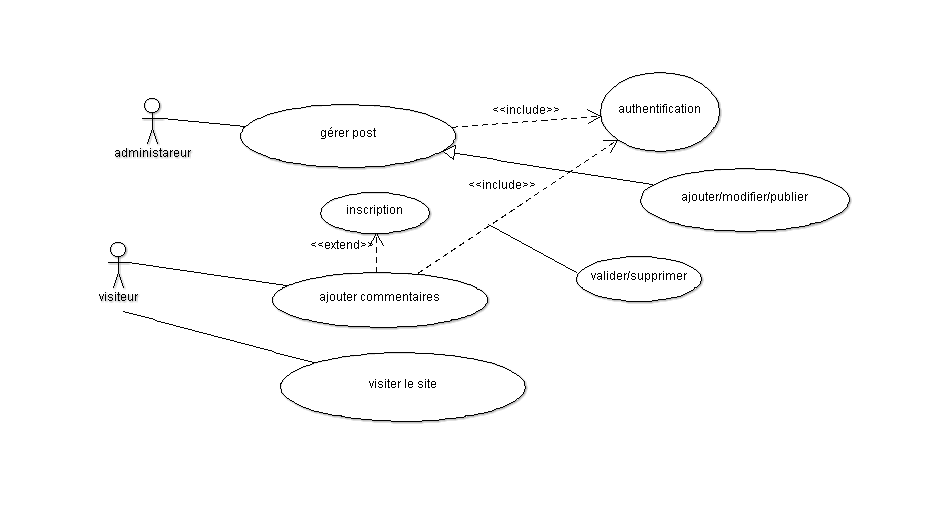 <<include>>
authentification
gérer post
administareur
<<include>>
ajouter/modifier/publier
inscription
<<extend>>
valider/supprimer
visiteur
ajouter commentaires
visiter le site